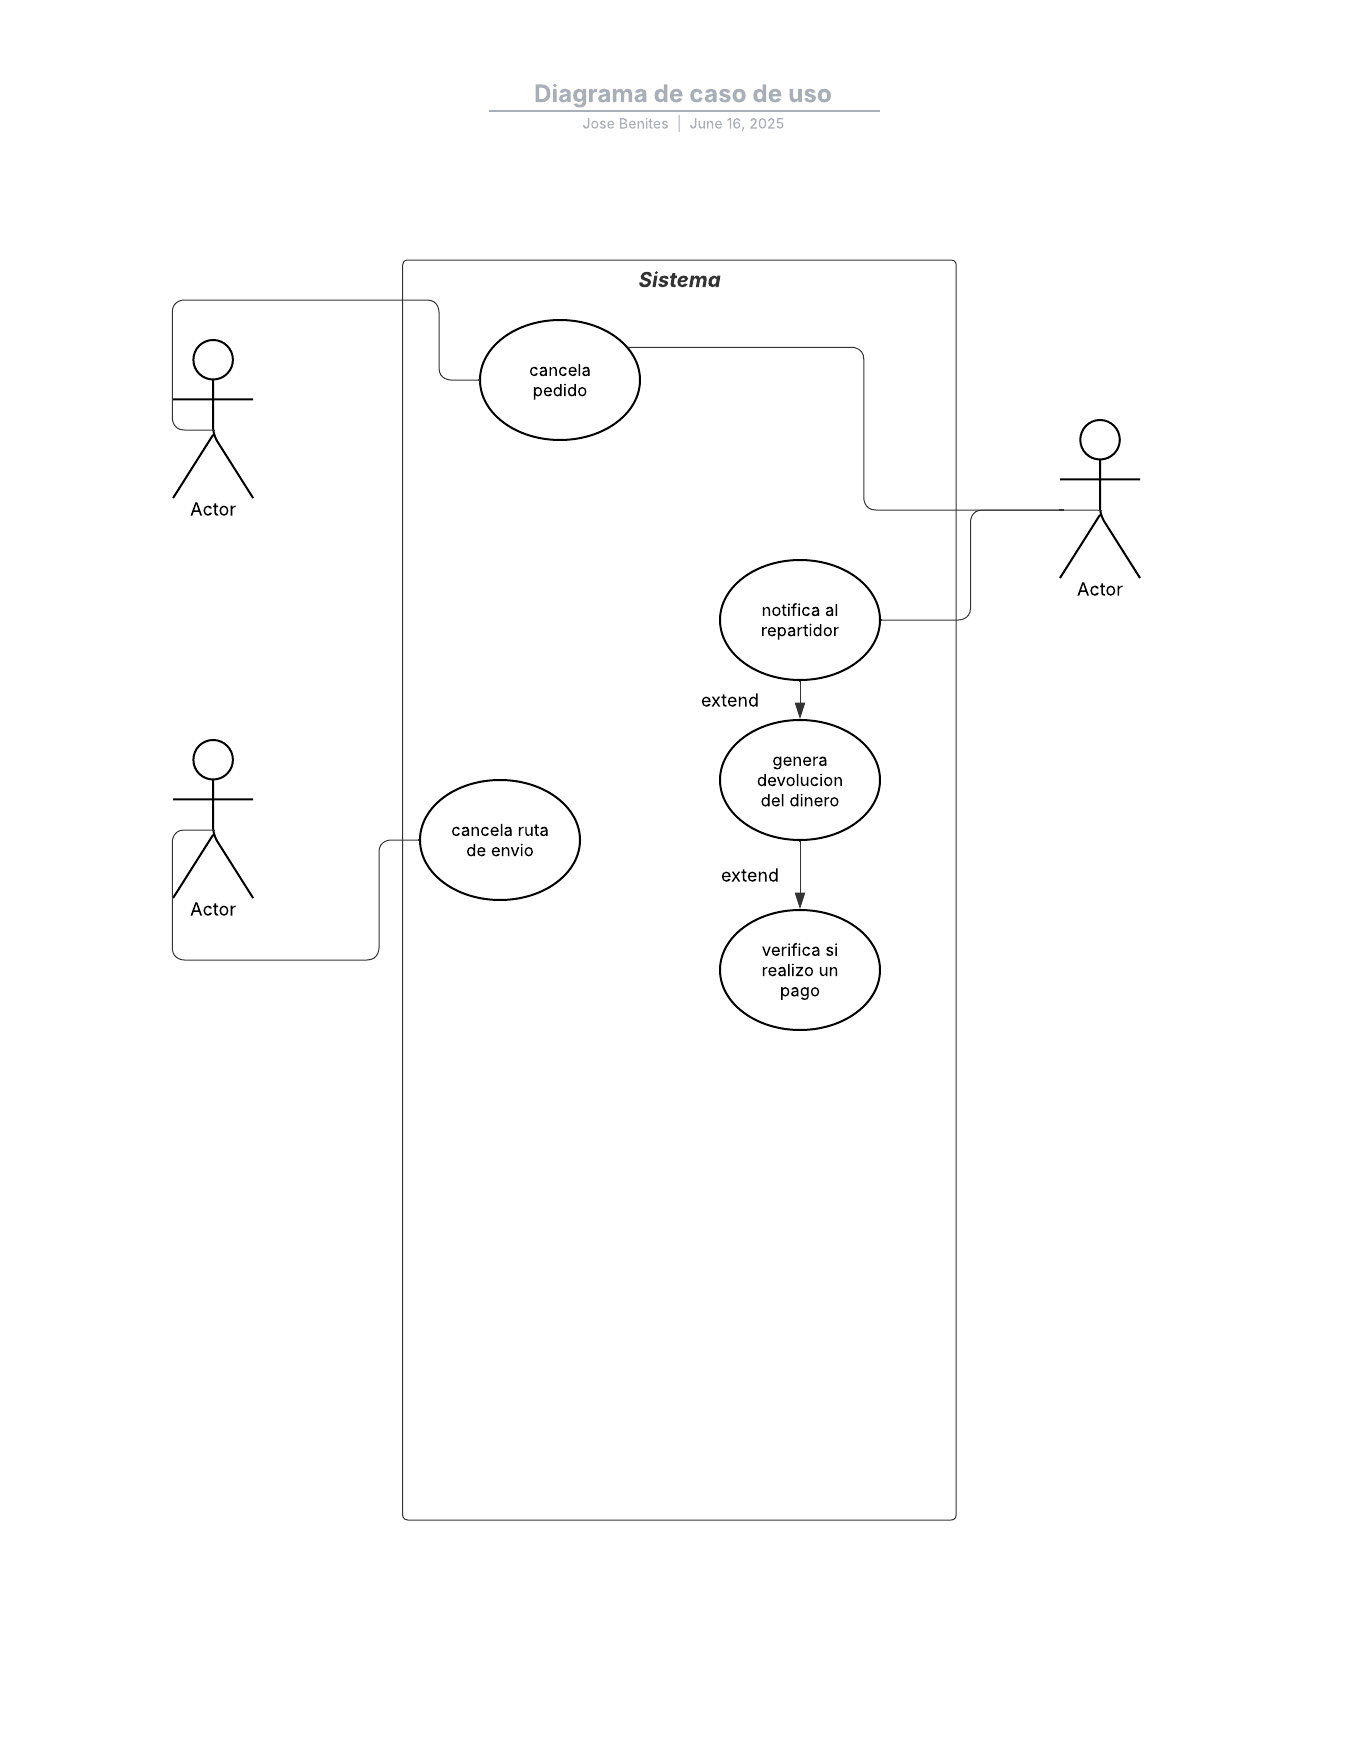 Diagrama de caso de uso
Jose Benites | June 16, 2025
Sistema
cancela
pedido
Actor
Actor
notifica al
repartidor
extend
genera
devolucion
del dinero
cancela ruta
de envio
extend
Actor
verifica si
realizo un
pago